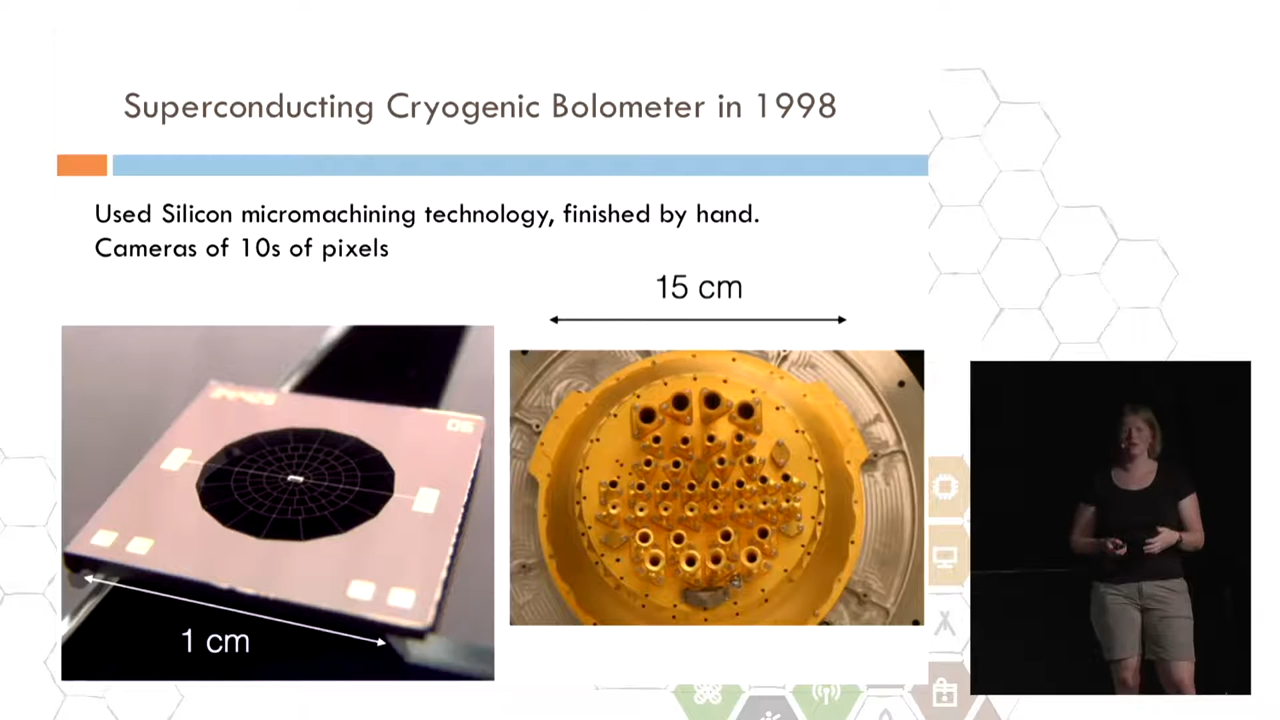 Superconducting Cryogenic Bolometer in 1998
Used Silicon micromachining technology, finished by hand.
Cameras of 10s of pixels
15 cm
1 cm